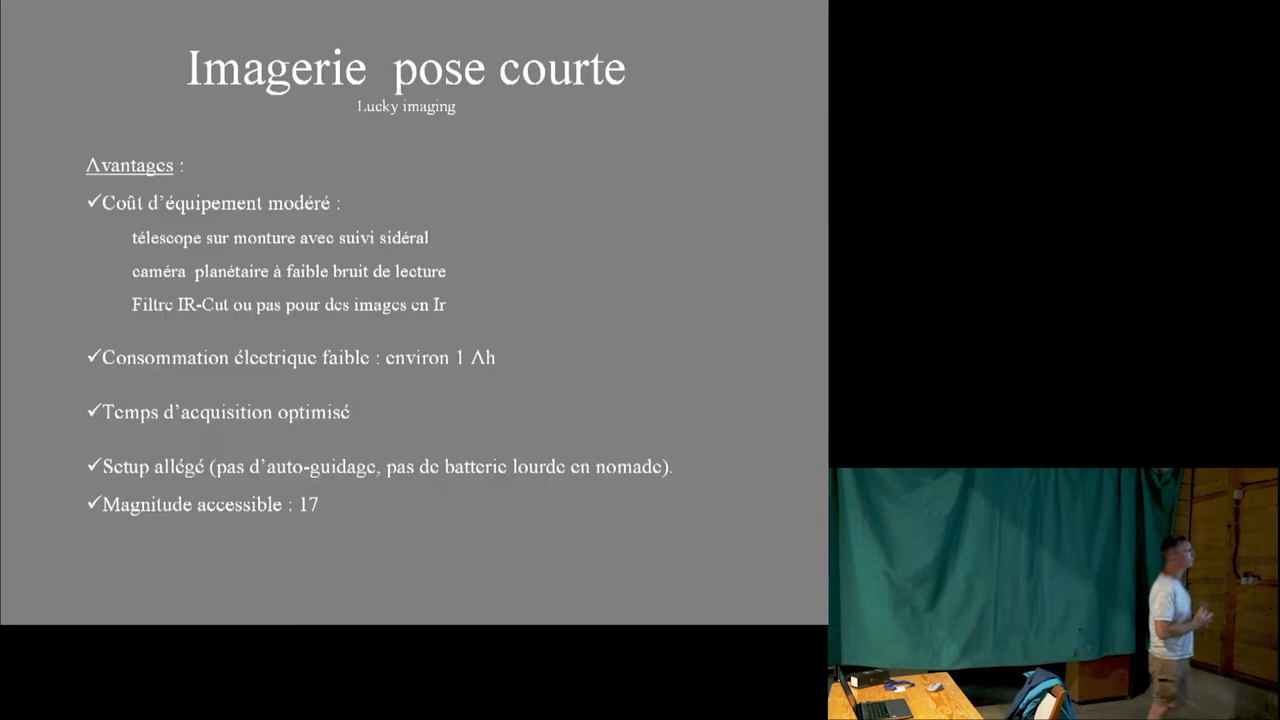 Imagerie pose courte
Lucky imaging
Avantages :
✓Coût d’équipement modéré :
télescope sur monture avec suivi sidéral
caméra planétaire à faible bruit de lecture
Filtre IR-Cut ou pas pour des images en Ir
✓Consommation électrique faible : environ 1 Ah
✓Temps d’acquisition optimisé
✓Setup allégé (pas d’auto-guidage, pas de batterie lourde en nomade).
✓Magnitude accessible : 17